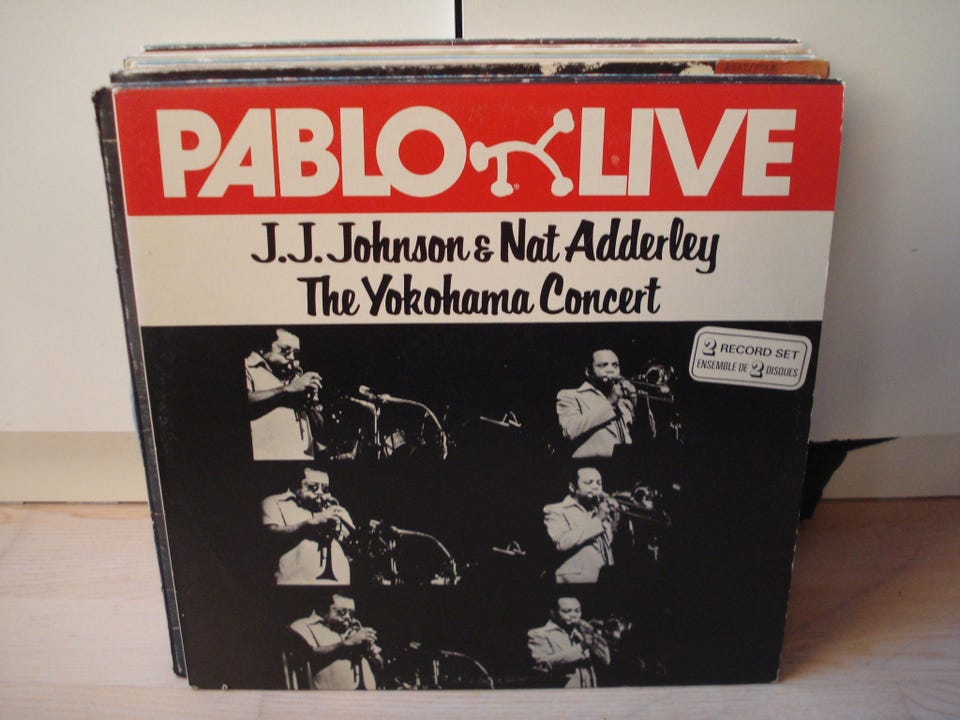 PABLO LIVE
J.J. Johnson & Nat Adderley
The Yokohama Concert
2 RECORD SET
ENSEMBLE DE 2 DISQUES